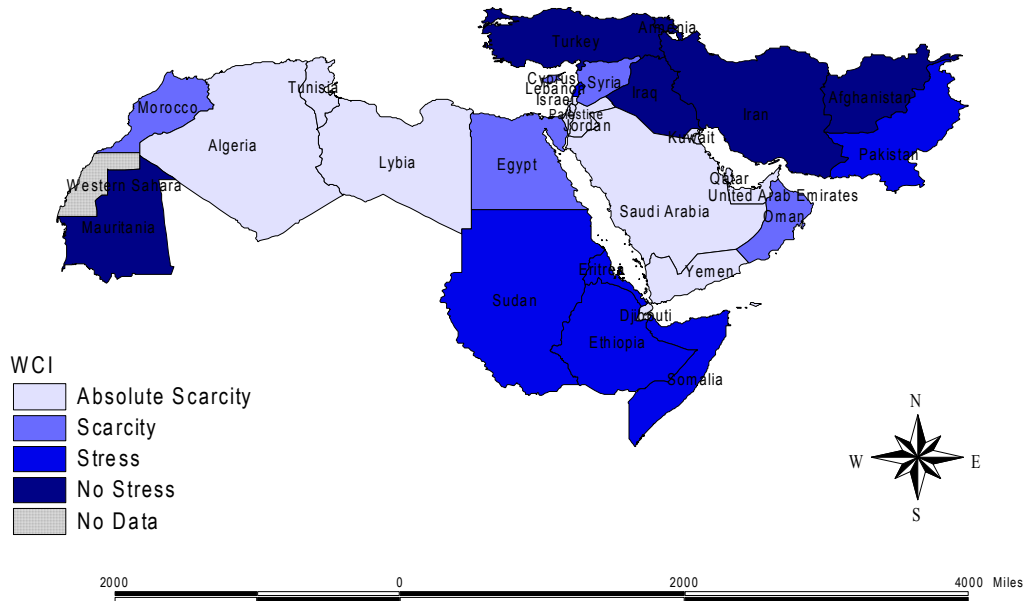 Armenia
Turkey
Cyprus
Syria
Lebanon
Israel
Iraq
Iran
Afghanistan
Tunisia
Morocco
Palestine
Jordan
Kuwait
Pakistan
Algeria
Lybia
Egypt
Qatar
Western Sahara
United Arab Emirates
Saudi Arabia
Oman
Mauritania
Eritrea
Yemen
Sudan
Djibouti
Ethiopia
Somalia
WCI
Absolute Scarcity
Scarcity
Stress
No Stress
No Data
N
W E
S
2000 0 2000 4000 Miles